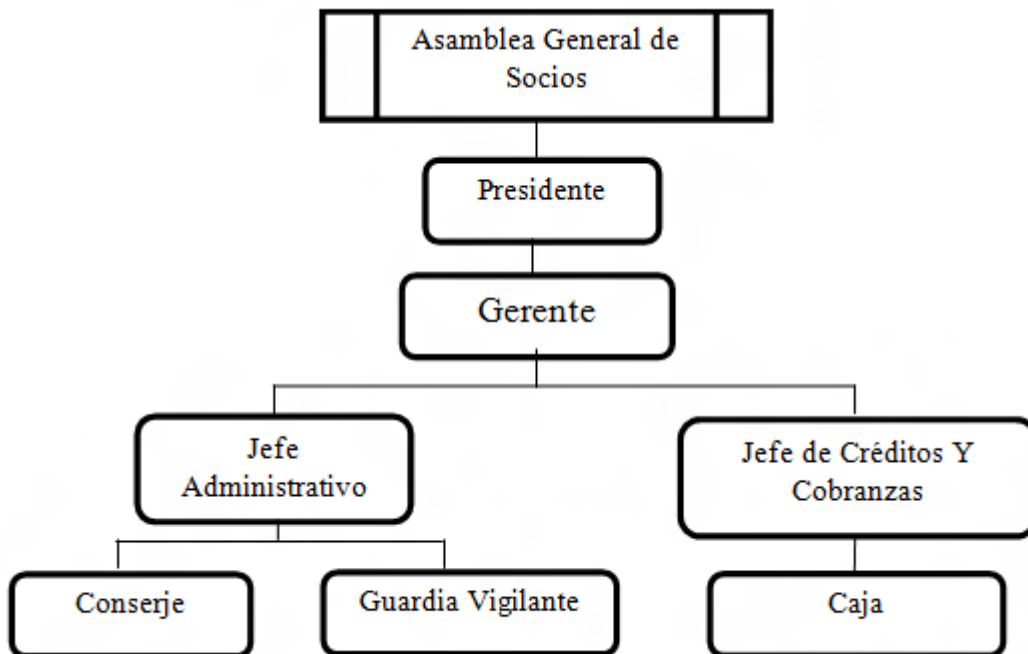 Asamblea General de
Socios
Presidente
Gerente
Jefe
Administrativo
Jefe de Créditos Y
Cobranzas
Conserje
Guardia Vigilante
Caja